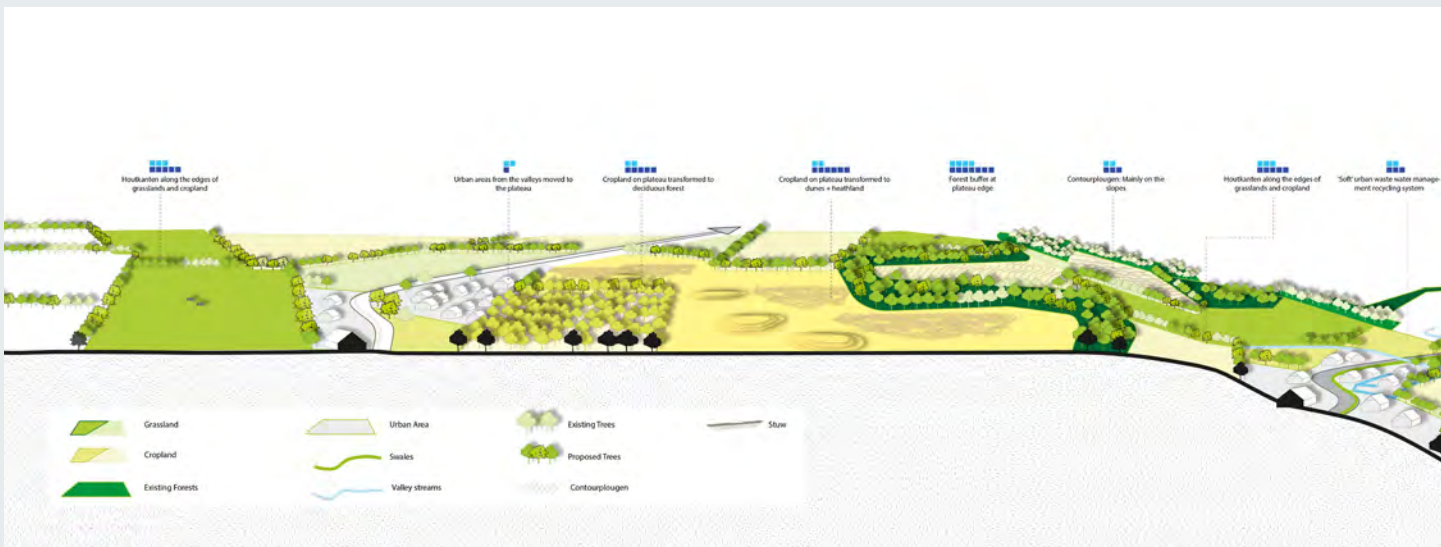 Houtkanten along the edges of
grasslands and cropland
Urban areas from the valleys moved to
the plateau
Cropland on plateau transformed to
deciduous forest
Cropland on plateau transformed to
dunes + heathland
Forest buffer at
plateau edge
Contourplougen: Mainly on the
slopes
Houtkanten along the edges of
grasslands and cropland
'Soft' urban waste water manage-
ment recycling system
Grassland
Cropland
Existing Forests
Urban Area
Swales
Valley streams
Existing Trees
Proposed Trees
Contourplougen
Stuw